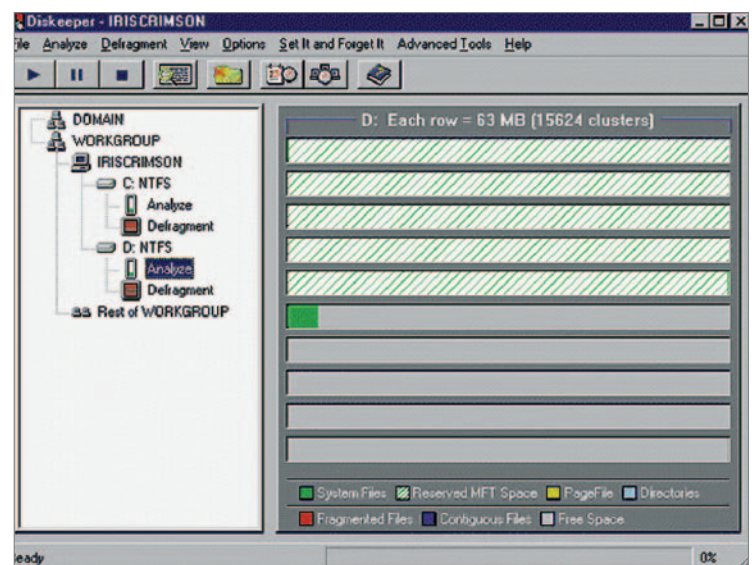 Diskeeper - IRISCRIMSON
File Analyze Defragment View Options Set It and Forget It Advanced Tools Help
DOMAIN
WORKGROUP
IRISCRIMSON
C: NTFS
Analyze
Defragment
D: NTFS
Analyze
Defragment
Rest of WORKGROUP
D: Each row = 63 MB (15624 clusters)
System Files Reserved MFT Space PageFile Directories
Fragmented Files Contiguous Files Free Space
eady 0%